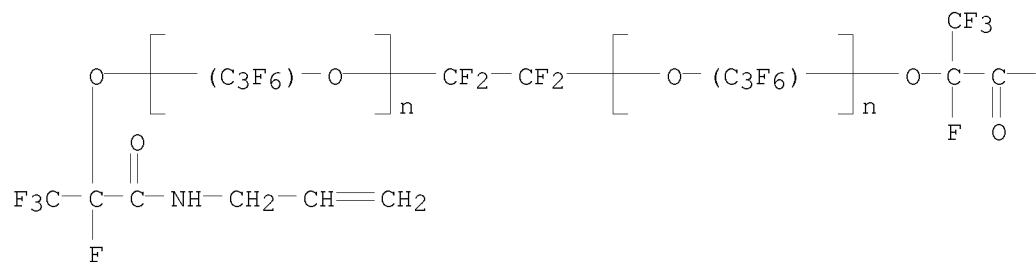 CF3
O (C3F6) O n CF2 CF2 O (C3F6) n O C C
F O
O
F3C C C NH CH2 CH CH2
F